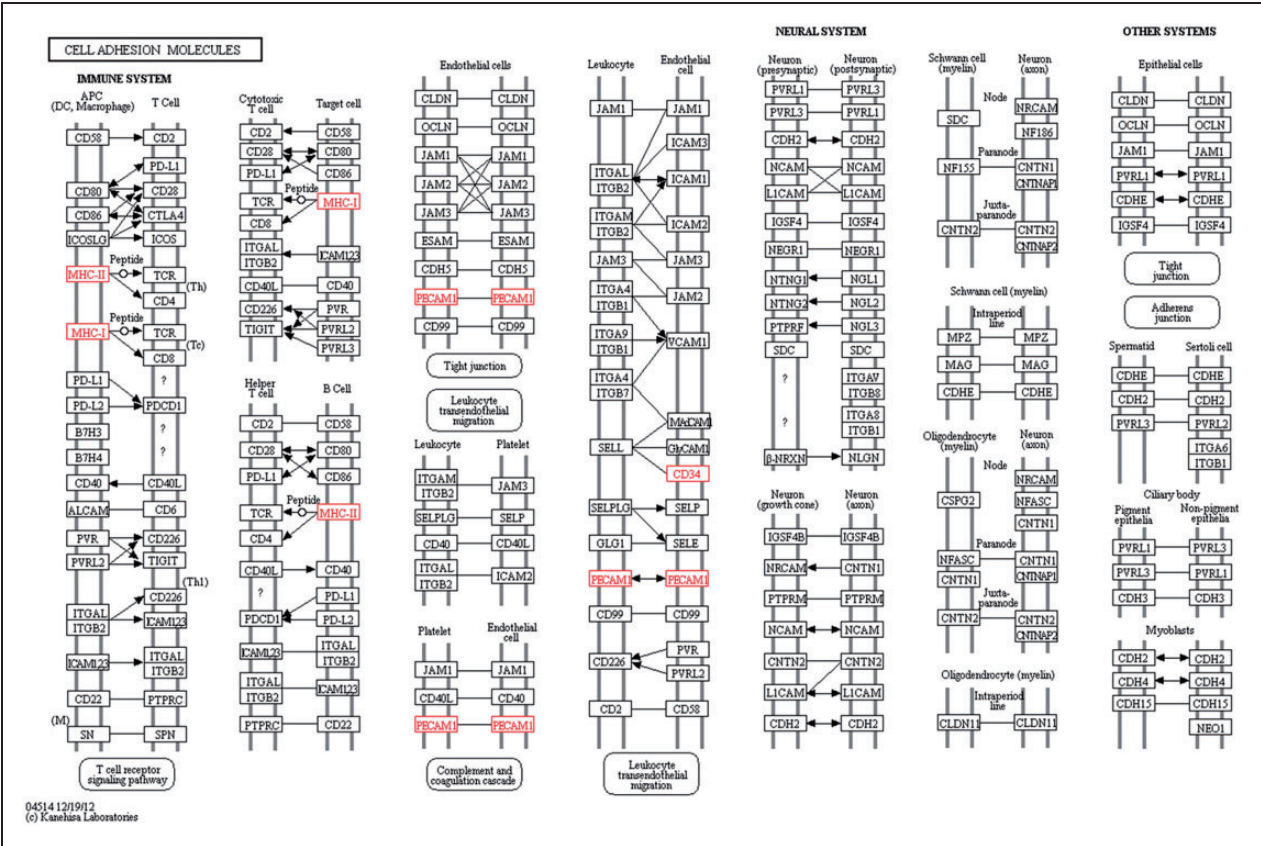 CELL ADHESION MOLECULES
IMMUNE SYSTEM
APC
(DC, Macrophage)
T Cell
CD58
CD2
PD-L1
CD80
CD28
CD86
CTLA4
ICOSLG
ICOS
MHC-II
Peptide
TCR
CD4
(Th)
MHC-I
Peptide
TCR
CD8
(Tc)
PD-L1
?
PD-L2
PDCD1
B7H3
?
B7H4
?
CD40
CD40L
ALCAM
CD6
PVR
CD226
PVRL2
TIGIT
(Th1)
CD226
ITGAL
ITGB2
ICAM123
ICAM123
ITGAL
ITGB2
CD22
PTPRC
(M)
SN
SPN
T cell receptor
signaling pathway
04514 12/19/12
(c) Kanehisa Laboratories
Cytotoxic
T cell
Target cell
CD2
CD58
CD28
CD80
PD-L1
CD86
Peptide
TCR
MHC-I
CD8
ITGAL
ITGB2
ICAM123
CD40L
CD40
CD226
PVR
TIGIT
PVRL2
PVRL3
Helper
T cell
B Cell
CD2
CD58
CD28
CD80
PD-L1
CD86
Peptide
TCR
MHC-II
CD4
CD40L
CD40
?
PD-L1
PDCD1
PD-L2
ICAM123
ITGAL
ITGB2
ITGAL
ITGB2
ICAM123
PTPRC
CD22
Endothelial cells
CLDN
CLDN
OCLN
OCLN
JAM1
JAM1
JAM2
JAM2
JAM3
JAM3
ESAM
ESAM
CDH5
CDH5
PECAM1
PECAM1
CD99
CD99
Tight junction
Leukocyte
transendothelial
migration
Leukocyte
Platelet
ITGAM
ITGB2
JAM3
SELPLG
SELP
CD40
CD40L
ITGAL
ITGB2
ICAM2
Platelet
Endothelial
cell
JAM1
JAM1
CD40L
CD40
PECAM1
PECAM1
Complement and
coagulation cascade
Leukocyte
Endothelial
cell
JAM1
JAM1
ICAM3
ITGAL
ITGB2
ICAM1
ITGAM
ITGB2
ICAM2
JAM3
JAM3
ITGA4
ITGB1
JAM2
ITGA9
ITGB1
VCAM1
ITGA4
ITGB7
MAdCAM1
SELL
GlyCAM1
CD34
SELPLG
SELP
GLG1
SELE
PECAM1
PECAM1
CD99
CD99
CD226
PVR
PVRL2
CD2
CD58
Leukocyte
transendothelial
migration
NEURAL SYSTEM
Neuron
(presynaptic)
Neuron
(postsynaptic)
PVRL1
PVRL3
PVRL3
PVRL1
CDH2
CDH2
NCAM
NCAM
L1CAM
L1CAM
IGSF4
IGSF4
NEGR1
NEGR1
NTNG1
NGL1
NTNG2
NGL2
PTPRF
NGL3
SDC
SDC
?
ITGAV
ITGB8
?
ITGA8
ITGB1
β-NRXN
NLGN
Neuron
(growth cone)
Neuron
(axon)
IGSF4B
IGSF4B
NRCAM
CNTN1
PTPRM
PTPRM
NCAM
NCAM
CNTN2
CNTN2
L1CAM
L1CAM
CDH2
CDH2
Schwann cell
(myelin)
Neuron
(axon)
Node
NRCAM
SDC
NF186
Paranode
NF155
CNTN1
CNTNAP1
Juxta-
paranode
CNTN2
CNTN2
CNTNAP2
Schwann cell (myelin)
Intraperiod
line
MPZ
MPZ
MAG
MAG
CDHE
CDHE
Oligodendrocyte
(myelin)
Neuron
(axon)
Node
NRCAM
CSPG2
NFASC
CNTN1
Paranode
NFASC
CNTN1
CNTN1
CNTNAP1
Juxta-
paranode
CNTN2
CNTN2
CNTNAP2
Oligodendrocyte (myelin)
Intraperiod
line
CLDN11
CLDN11
OTHER SYSTEMS
Epithelial cells
CLDN
CLDN
OCLN
OCLN
JAM1
JAM1
PVRL1
PVRL1
CDHE
CDHE
IGSF4
IGSF4
Tight
junction
Adherens
junction
Spermatid
Sertoli cell
CDHE
CDHE
CDH2
CDH2
PVRL3
PVRL2
ITGA6
ITGB1
Ciliary body
Pigment
epithelia
Non-pigment
epithelia
PVRL1
PVRL3
PVRL3
PVRL1
CDH3
CDH3
Myoblasts
CDH2
CDH2
CDH4
CDH4
CDH15
CDH15
NEO1